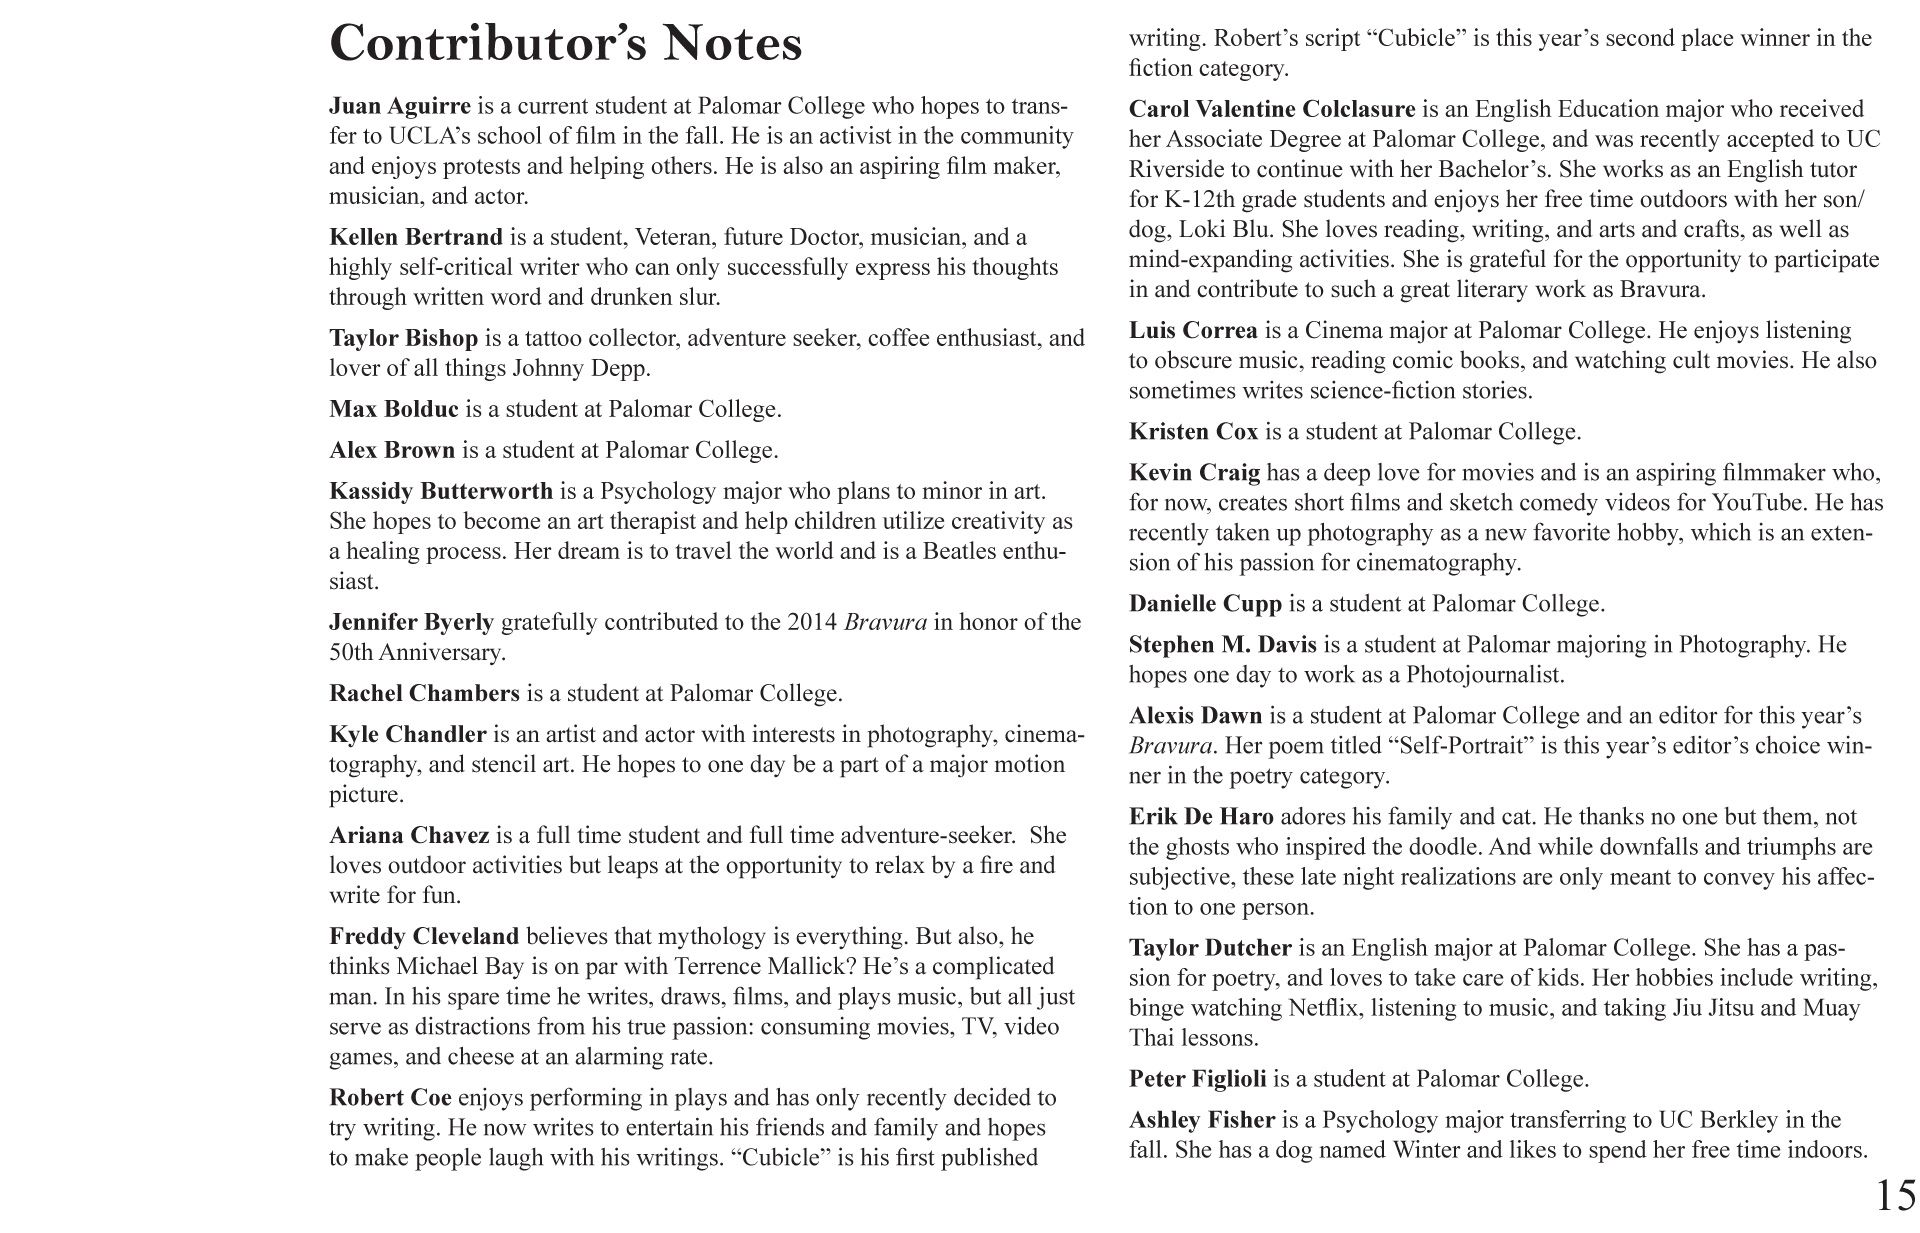 Contributor’s Notes
Juan Aguirre is a current student at Palomar College who hopes to trans-
fer to UCLA’s school of film in the fall. He is an activist in the community
and enjoys protests and helping others. He is also an aspiring film maker,
musician, and actor.
Kellen Bertrand is a student, Veteran, future Doctor, musician, and a
highly self-critical writer who can only successfully express his thoughts
through written word and drunken slur.
Taylor Bishop is a tattoo collector, adventure seeker, coffee enthusiast, and
lover of all things Johnny Depp.
Max Bolduc is a student at Palomar College.
Alex Brown is a student at Palomar College.
Kassidy Butterworth is a Psychology major who plans to minor in art.
She hopes to become an art therapist and help children utilize creativity as
a healing process. Her dream is to travel the world and is a Beatles enthu-
siast.
Jennifer Byerly gratefully contributed to the 2014 Bravura in honor of the
50th Anniversary.
Rachel Chambers is a student at Palomar College.
Kyle Chandler is an artist and actor with interests in photography, cinema-
tography, and stencil art. He hopes to one day be a part of a major motion
picture.
Ariana Chavez is a full time student and full time adventure-seeker.  She
loves outdoor activities but leaps at the opportunity to relax by a fire and
write for fun.
Freddy Cleveland believes that mythology is everything. But also, he
thinks Michael Bay is on par with Terrence Mallick? He’s a complicated
man. In his spare time he writes, draws, films, and plays music, but all just
serve as distractions from his true passion: consuming movies, TV, video
games, and cheese at an alarming rate.
Robert Coe enjoys performing in plays and has only recently decided to
try writing. He now writes to entertain his friends and family and hopes
to make people laugh with his writings. “Cubicle” is his first published
writing. Robert’s script “Cubicle” is this year’s second place winner in the
fiction category.
Carol Valentine Colclasure is an English Education major who received
her Associate Degree at Palomar College, and was recently accepted to UC
Riverside to continue with her Bachelor’s. She works as an English tutor
for K-12th grade students and enjoys her free time outdoors with her son/
dog, Loki Blu. She loves reading, writing, and arts and crafts, as well as
mind-expanding activities. She is grateful for the opportunity to participate
in and contribute to such a great literary work as Bravura.
Luis Correa is a Cinema major at Palomar College. He enjoys listening
to obscure music, reading comic books, and watching cult movies. He also
sometimes writes science-fiction stories.
Kristen Cox is a student at Palomar College.
Kevin Craig has a deep love for movies and is an aspiring filmmaker who,
for now, creates short films and sketch comedy videos for YouTube. He has
recently taken up photography as a new favorite hobby, which is an exten-
sion of his passion for cinematography.
Danielle Cupp is a student at Palomar College.
Stephen M. Davis is a student at Palomar majoring in Photography. He
hopes one day to work as a Photojournalist.
Alexis Dawn is a student at Palomar College and an editor for this year’s
Bravura. Her poem titled “Self-Portrait” is this year’s editor’s choice win-
ner in the poetry category.
Erik De Haro adores his family and cat. He thanks no one but them, not
the ghosts who inspired the doodle. And while downfalls and triumphs are
subjective, these late night realizations are only meant to convey his affec-
tion to one person.
Taylor Dutcher is an English major at Palomar College. She has a pas-
sion for poetry, and loves to take care of kids. Her hobbies include writing,
binge watching Netflix, listening to music, and taking Jiu Jitsu and Muay
Thai lessons.
Peter Figlioli is a student at Palomar College.
Ashley Fisher is a Psychology major transferring to UC Berkley in the
fall. She has a dog named Winter and likes to spend her free time indoors.
15